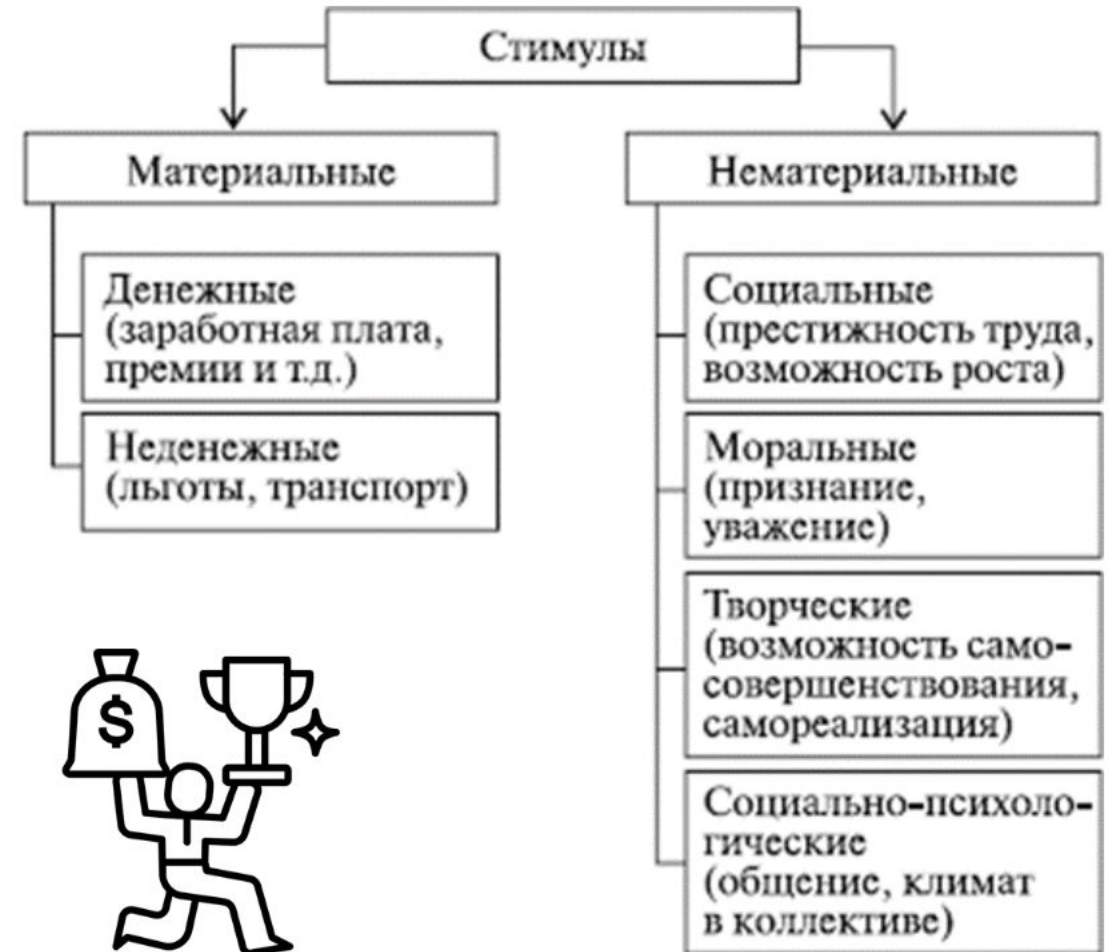 Стимулы
Материальные
Денежные
(заработная плата,
премии и т.д.)
Неденежные
(льготы, транспорт)
Нематериальные
Социальные
(престижность труда,
возможность роста)
Моральные
(признание,
уважение)
Творческие
(возможность само-
совершенствования,
самореализация)
Социально-психоло-
гические
(общение, климат
в коллективе)
$